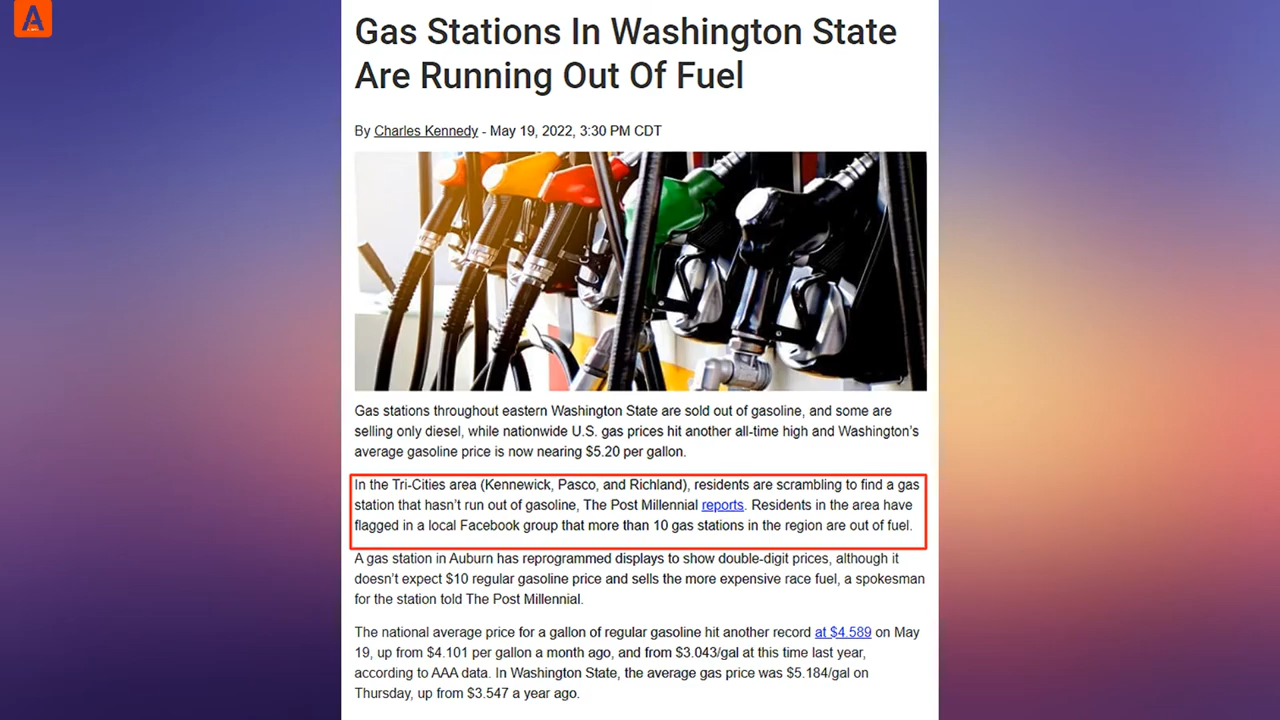 A
Gas Stations In Washington State
Are Running Out Of Fuel
By Charles Kennedy - May 19, 2022, 3:30 PM CDT
Gas stations throughout eastern Washington State are sold out of gasoline, and some are
selling only diesel, while nationwide U.S. gas prices hit another all-time high and Washington's
average gasoline price is now nearing $5.20 per gallon.
In the Tri-Cities area (Kennewick, Pasco, and Richland), residents are scrambling to find a gas
station that hasn't run out of gasoline, The Post Millennial reports. Residents in the area have
flagged in a local Facebook group that more than 10 gas stations in the region are out of fuel.
A gas station in Auburn has reprogrammed displays to show double-digit prices, although it
doesn't expect $10 regular gasoline price and sells the more expensive race fuel, a spokesman
for the station told The Post Millennial.
The national average price for a gallon of regular gasoline hit another record at $4.589 on May
19, up from $4.101 per gallon a month ago, and from $3.043/gal at this time last year,
according to AAA data. In Washington State, the average gas price was $5.184/gal on
Thursday, up from $3.547 a year ago.